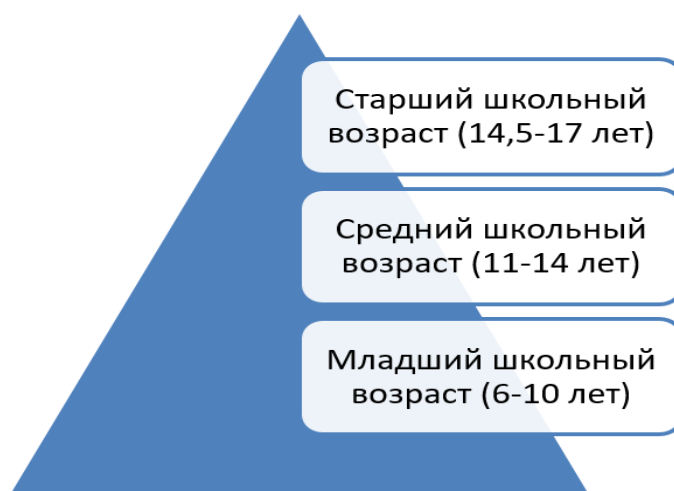 Старший школьный
возраст (14,5-17 лет)
Средний школьный
возраст (11-14 лет)
Младший школьный
возраст (6-10 лет)